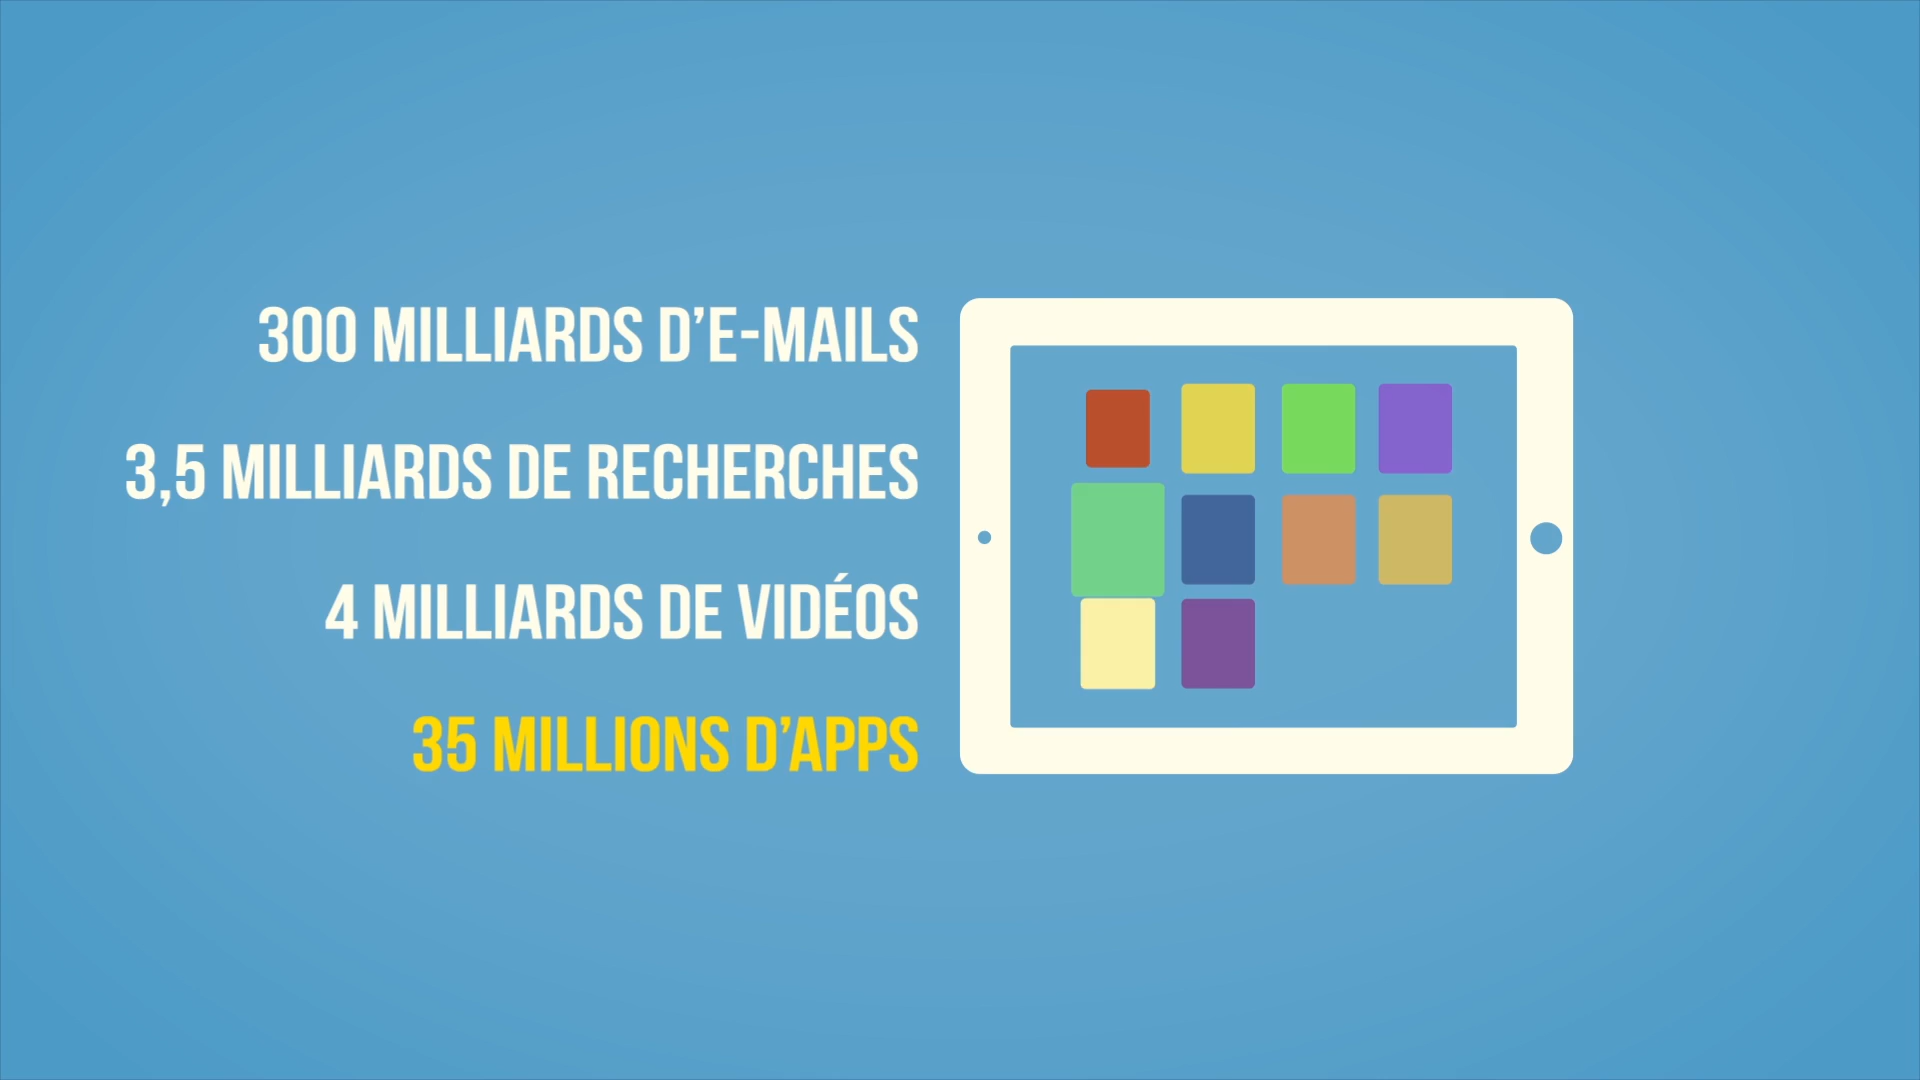 300 MILLIARDS D’E-MAILS
3,5 MILLIARDS DE RECHERCHES
4 MILLIARDS DE VIDÉOS
35 MILLIONS D’APPS